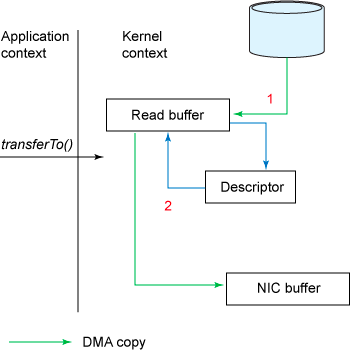 Application
context
Kernel
context
1
Read buffer
transferTo()
Descriptor
2
NIC buffer
DMA copy